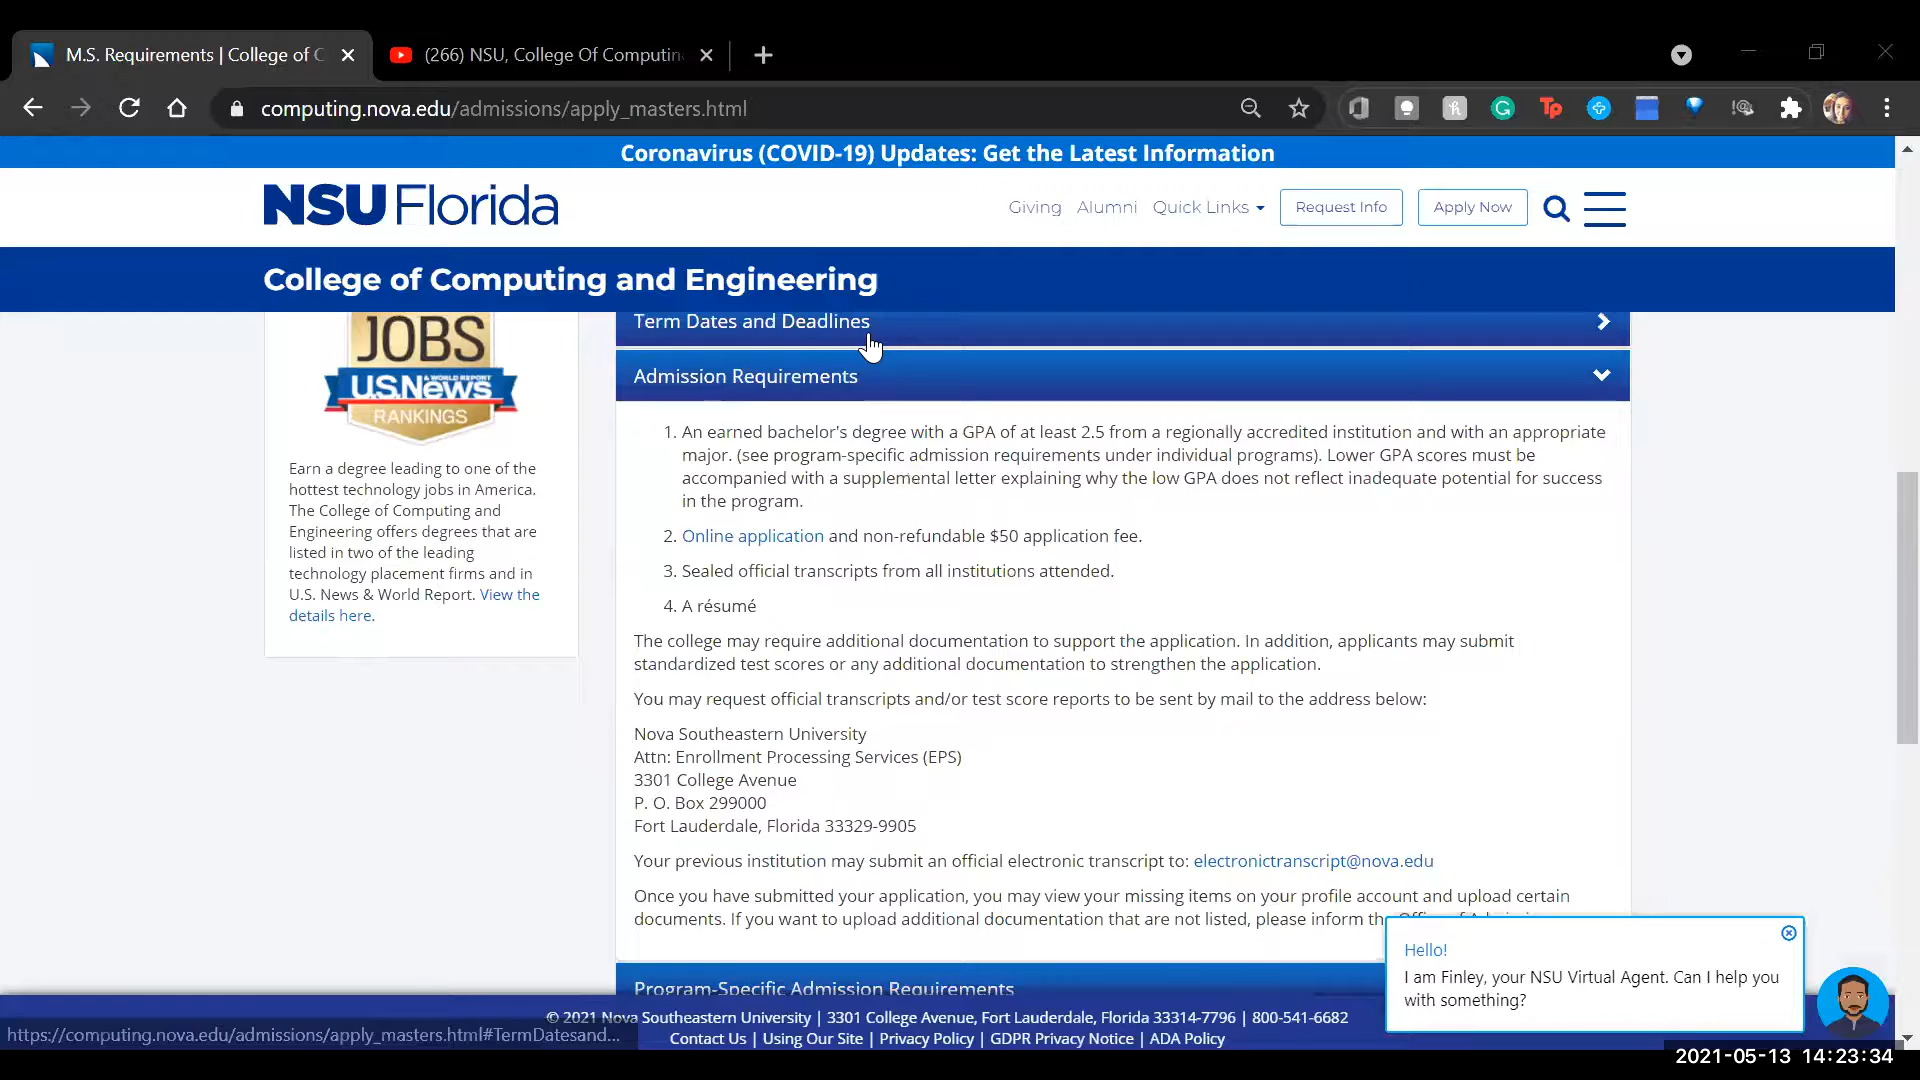 M.S. Requirements | College of C
(266) NSU, College Of Computin
computing.nova.edu/admissions/apply_masters.html
Coronavirus (COVID-19) Updates: Get the Latest Information
NSU Florida
Giving Alumni Quick Links Request Info Apply Now
College of Computing and Engineering
JOBS
U.S.News & WORLD REPORT
RANKINGS
Earn a degree leading to one of the
hottest technology jobs in America.
The College of Computing and
Engineering offers degrees that are
listed in two of the leading
technology placement firms and in
U.S. News & World Report. View the
details here.
Term Dates and Deadlines
Admission Requirements
1. An earned bachelor's degree with a GPA of at least 2.5 from a regionally accredited institution and with an appropriate
major. (see program-specific admission requirements under individual programs). Lower GPA scores must be
accompanied with a supplemental letter explaining why the low GPA does not reflect inadequate potential for success
in the program.
2. Online application and non-refundable $50 application fee.
3. Sealed official transcripts from all institutions attended.
4. A résumé
The college may require additional documentation to support the application. In addition, applicants may submit
standardized test scores or any additional documentation to strengthen the application.
You may request official transcripts and/or test score reports to be sent by mail to the address below:
Nova Southeastern University
Attn: Enrollment Processing Services (EPS)
3301 College Avenue
P. O. Box 299000
Fort Lauderdale, Florida 33329-9905
Your previous institution may submit an official electronic transcript to: electronictranscript@nova.edu
Once you have submitted your application, you may view your missing items on your profile account and upload certain
documents. If you want to upload additional documentation that are not listed, please inform the
Program-Specific Admission Requirements
Hello!
I am Finley, your NSU Virtual Agent. Can I help you
with something?
© 2021 Nova Southeastern University | 3301 College Avenue, Fort Lauderdale, Florida 33314-7796 | 800-541-6682
Contact Us | Using Our Site | Privacy Policy | GDPR Privacy Notice | ADA Policy
https://computing.nova.edu/admissions/apply_masters.html#TermDatesand...
2021-05-13 14:23:34